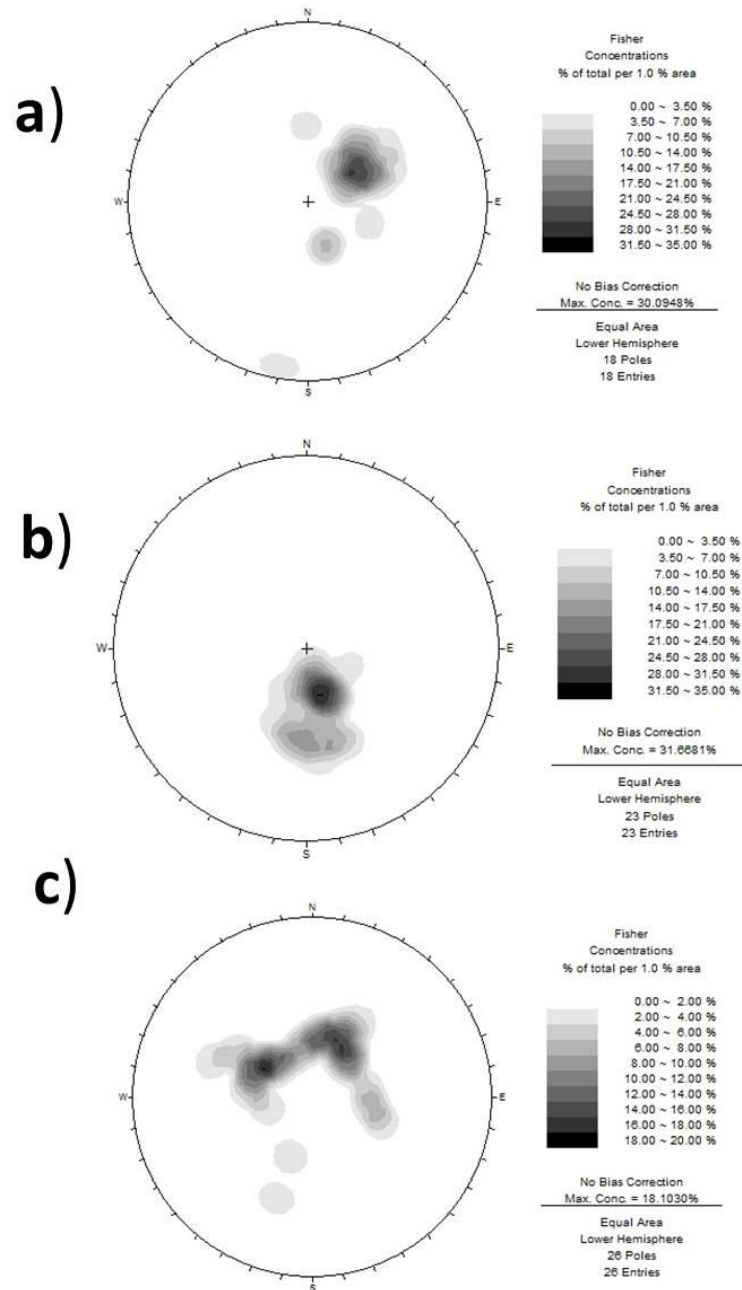 a)
N
W
E
S
Fisher
Concentrations
% of total per 1.0 % area
0.00 ~ 3.50 %
3.50 ~ 7.00 %
7.00 ~ 10.50 %
10.50 ~ 14.00 %
14.00 ~ 17.50 %
17.50 ~ 21.00 %
21.00 ~ 24.50 %
24.50 ~ 28.00 %
28.00 ~ 31.50 %
31.50 ~ 35.00 %
No Bias Correction
Max. Conc. = 30.0948%
Equal Area
Lower Hemisphere
18 Poles
18 Entries
b)
N
W
E
S
Fisher
Concentrations
% of total per 1.0 % area
0.00 ~ 3.50 %
3.50 ~ 7.00 %
7.00 ~ 10.50 %
10.50 ~ 14.00 %
14.00 ~ 17.50 %
17.50 ~ 21.00 %
21.00 ~ 24.50 %
24.50 ~ 28.00 %
28.00 ~ 31.50 %
31.50 ~ 35.00 %
No Bias Correction
Max. Conc. = 31.6681%
Equal Area
Lower Hemisphere
23 Poles
23 Entries
c)
N
W
E
S
Fisher
Concentrations
% of total per 1.0 % area
0.00 ~ 2.00 %
2.00 ~ 4.00 %
4.00 ~ 6.00 %
6.00 ~ 8.00 %
8.00 ~ 10.00 %
10.00 ~ 12.00 %
12.00 ~ 14.00 %
14.00 ~ 16.00 %
16.00 ~ 18.00 %
18.00 ~ 20.00 %
No Bias Correction
Max. Conc. = 18.1030%
Equal Area
Lower Hemisphere
26 Poles
26 Entries